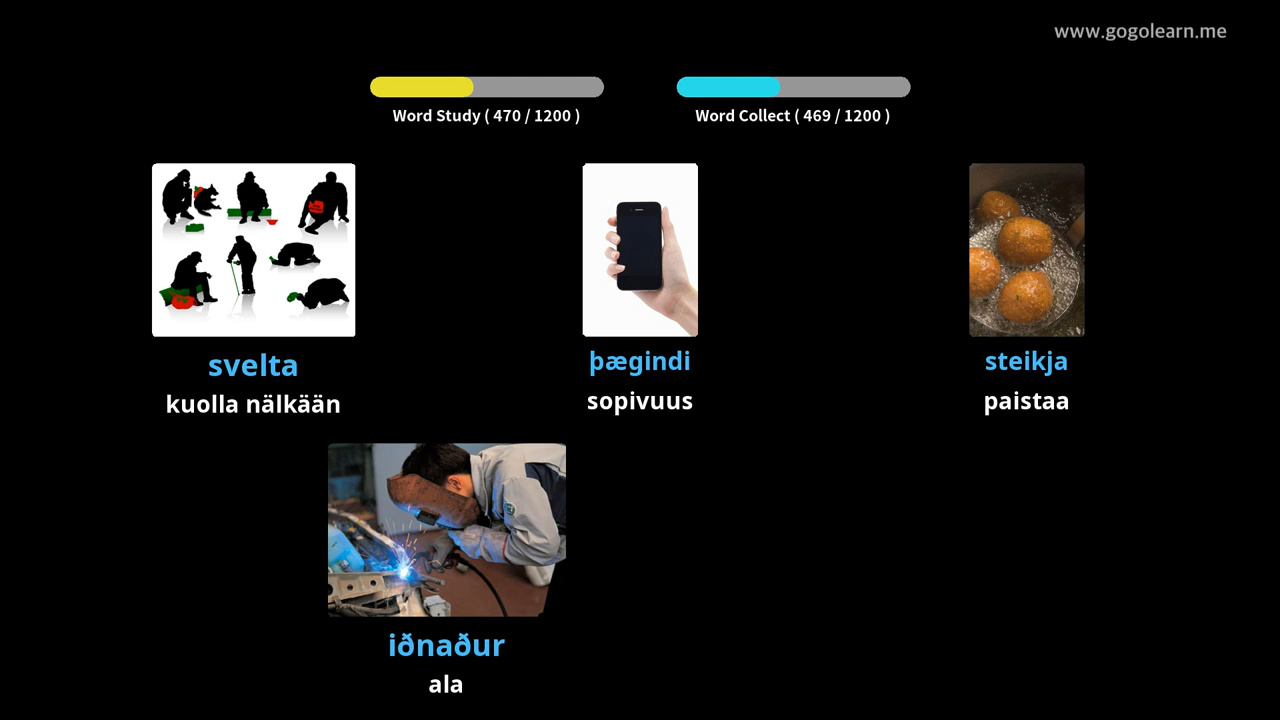 www.gogolearn.me
Word Study ( 470 / 1200 )
Word Collect ( 469 / 1200 )
svelta
kuolla nälkään
þægindi
sopivuus
steikja
paistaa
iðnaður
ala